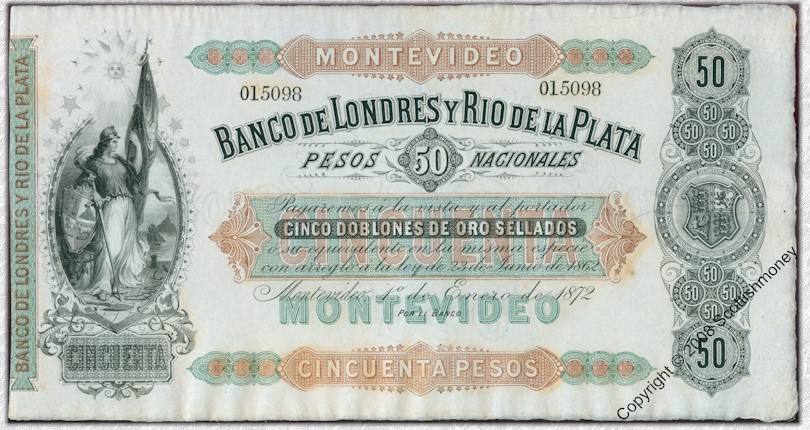 BANCO DE LONDRES Y RIO DE LA PLATA
MONTEVIDEO
015098
015098
BANCO DE LONDRES Y RIO DE LA PLATA
PESOS 50 NACIONALES
Pagaremos a la vista y al portador
CINCUENTA
CINCO DOBLONES DE ORO SELLADOS
ó su equivalente en la misma especie
con arreglo a la ley de 23 de Junio de 1862
Montevideo 1º de Enero de 1872
MONTEVIDEO
POR EL BANCO
CINCUENTA PESOS
CINCUENTA
50
50
50 50
50
50
50 50
50
50
Copyright © 2008 Scottishmoney